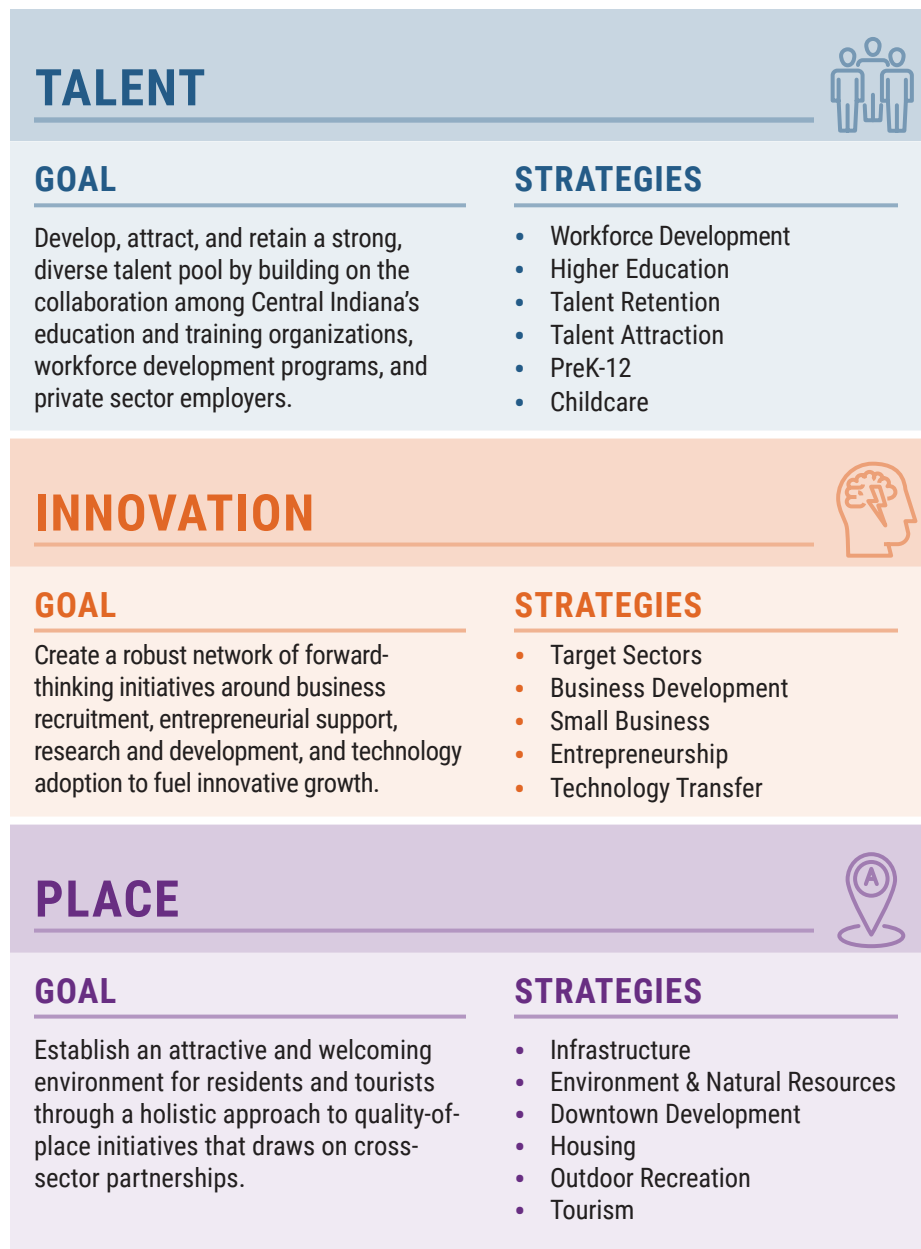 TALENT
GOAL
Develop, attract, and retain a strong,
diverse talent pool by building on the
collaboration among Central Indiana’s
education and training organizations,
workforce development programs, and
private sector employers.
STRATEGIES
• Workforce Development
• Higher Education
• Talent Retention
• Talent Attraction
• PreK-12
• Childcare
INNOVATION
GOAL
Create a robust network of forward-
thinking initiatives around business
recruitment, entrepreneurial support,
research and development, and technology
adoption to fuel innovative growth.
STRATEGIES
• Target Sectors
• Business Development
• Small Business
• Entrepreneurship
• Technology Transfer
PLACE
A
GOAL
Establish an attractive and welcoming
environment for residents and tourists
through a holistic approach to quality-of-
place initiatives that draws on cross-
sector partnerships.
STRATEGIES
• Infrastructure
• Environment & Natural Resources
• Downtown Development
• Housing
• Outdoor Recreation
• Tourism